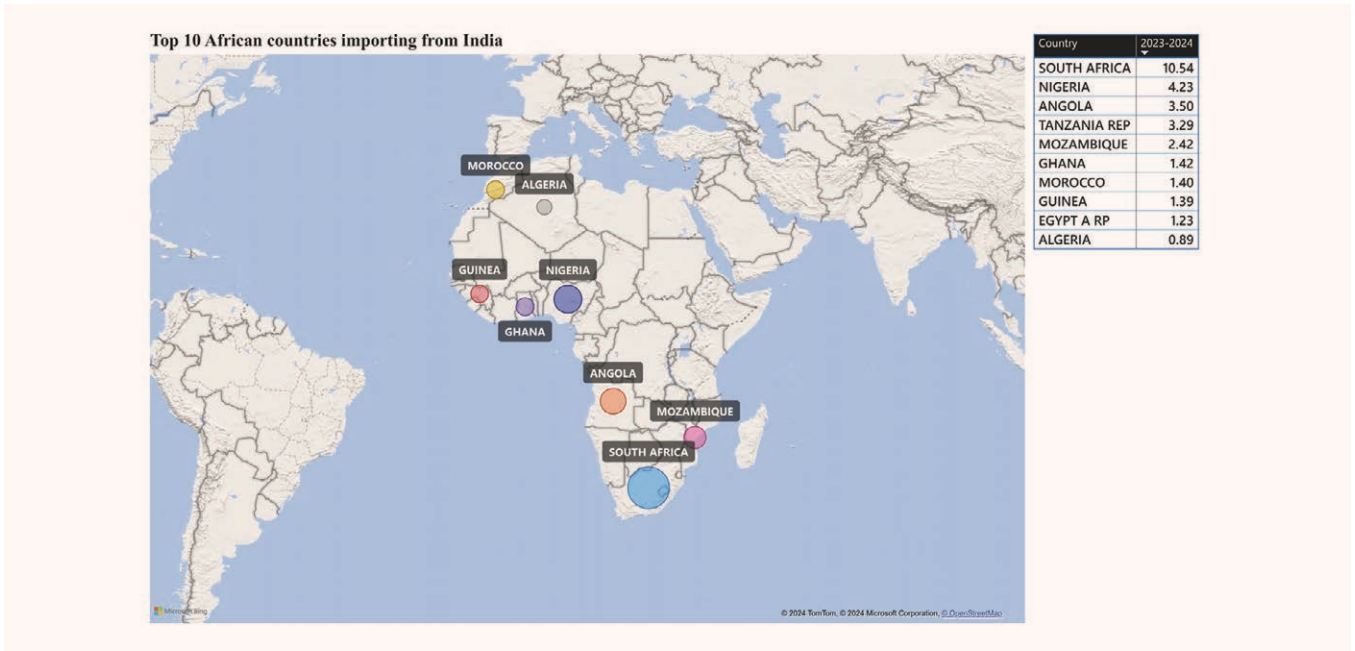 Top 10 African countries importing from India
Country 2023-2024
SOUTH AFRICA 10.54
NIGERIA 4.23
ANGOLA 3.50
TANZANIA REP 3.29
MOZAMBIQUE 2.42
GHANA 1.42
MOROCCO 1.40
GUINEA 1.39
EGYPT A RP 1.23
ALGERIA 0.89
MOROCCO
ALGERIA
GUINEA
NIGERIA
GHANA
ANGOLA
MOZAMBIQUE
SOUTH AFRICA
Microsoft Bing
© 2024 TomTom, © 2024 Microsoft Corporation, © OpenStreetMap